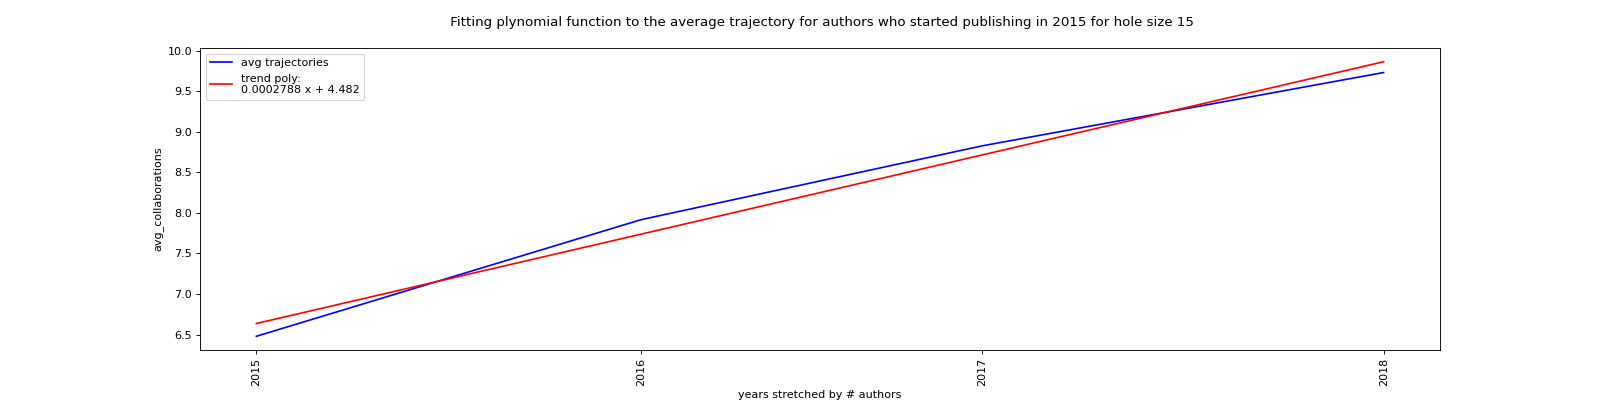 Fitting plynomial function to the average trajectory for authors who started publishing in 2015 for hole size 15
10.0
9.5
9.0
8.5
8.0
7.5
7.0
6.5
avg_collaborations
avg trajectories
trend poly:
0.0002788 x + 4.482
2015
2016
2017
2018
years stretched by # authors